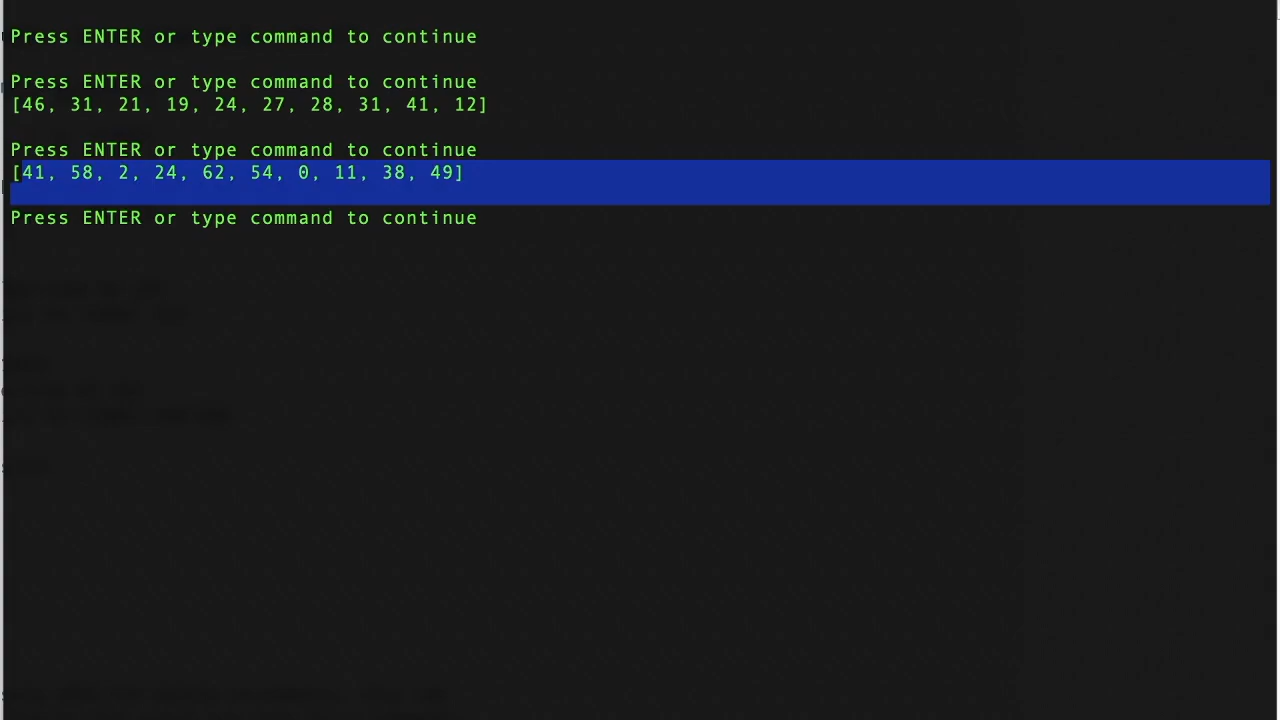 Press ENTER or type command to continue
Press ENTER or type command to continue
[46, 31, 21, 19, 24, 27, 28, 31, 41, 12]
Press ENTER or type command to continue
[41, 58, 2, 24, 62, 54, 0, 11, 38, 49]
Press ENTER or type command to continue